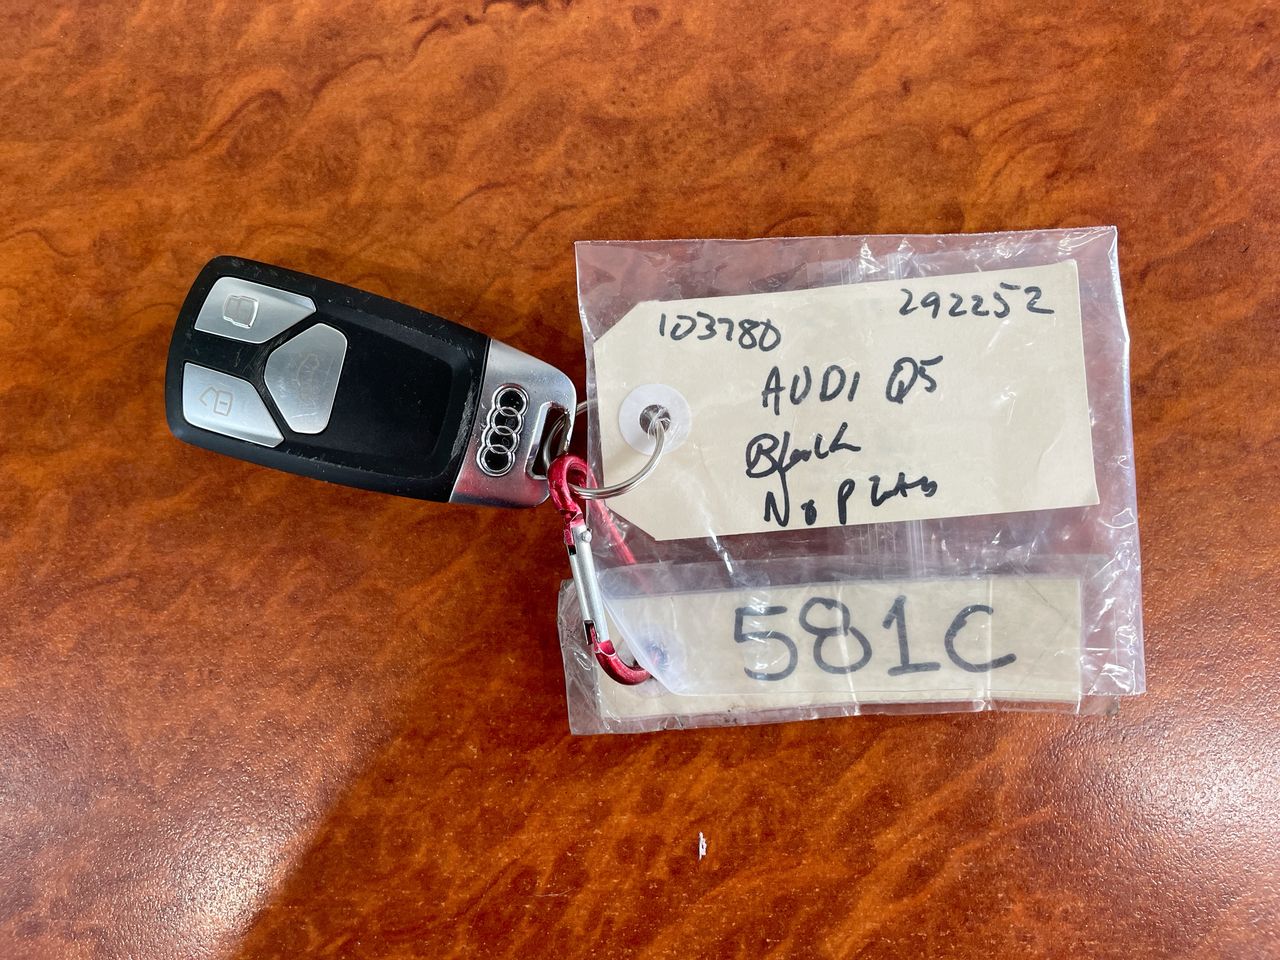 103780
292252
AUDI Q5
Black
No Plates
581C